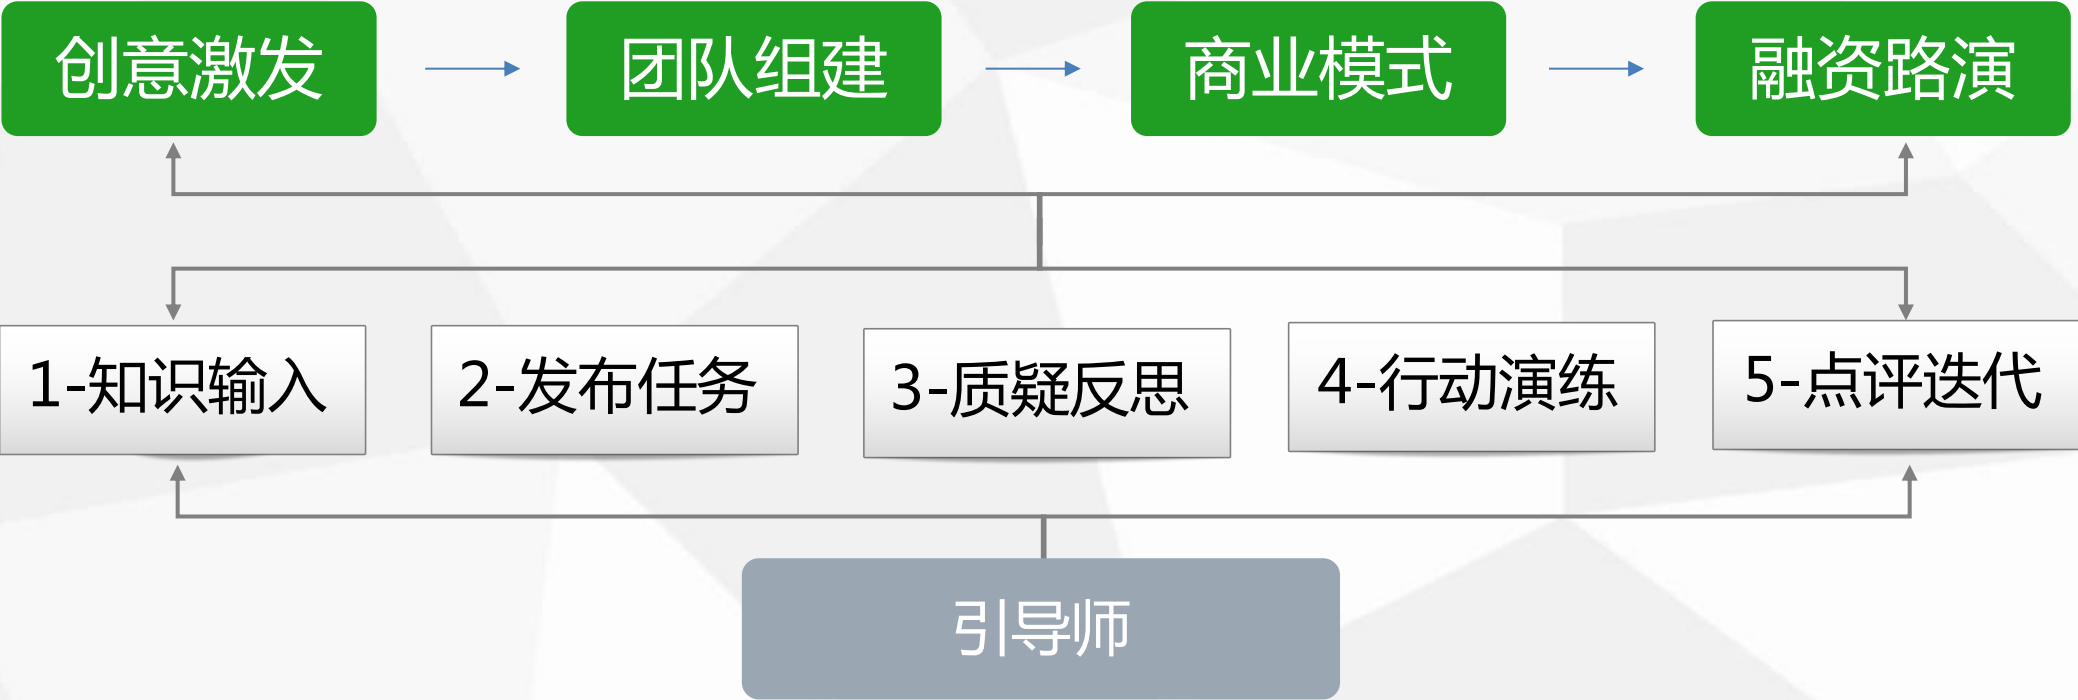 创意激发
团队组建
商业模式
融资路演
1-知识输入
2-发布任务
3-质疑反思
4-行动演练
5-点评迭代
引导师